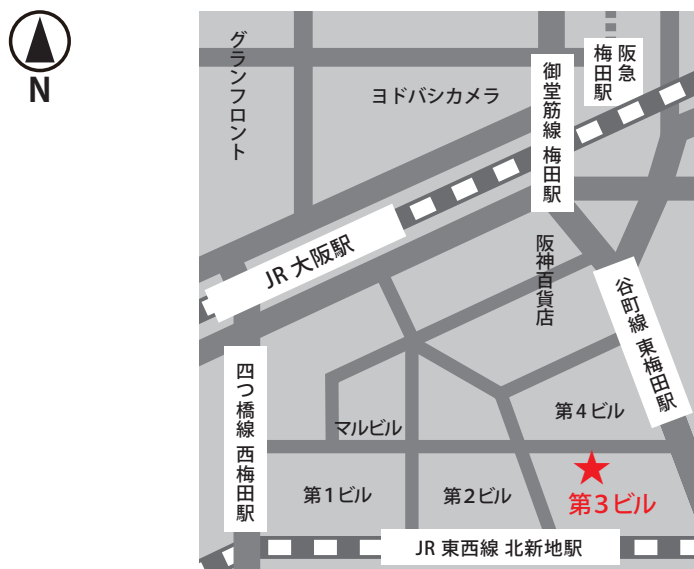 N
グランフロント
ヨドバシカメラ
御堂筋線 梅田駅
阪急
梅田駅
JR 大阪駅
阪神百貨店
谷町線 東梅田駅
四つ橋線 西梅田駅
マルビル
第4ビル
第1ビル
第2ビル
第3ビル
JR 東西線 北新地駅